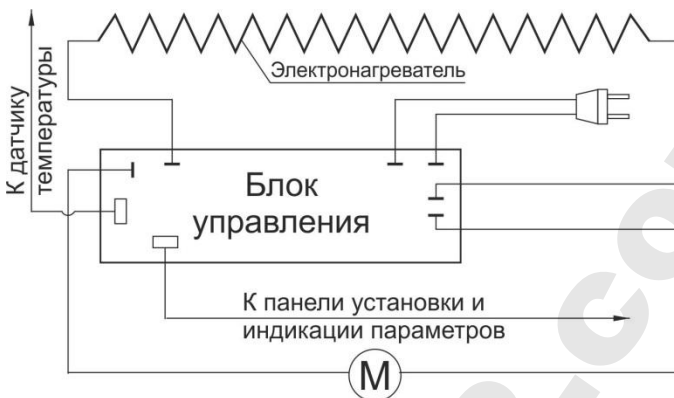 Электронагреватель
К датчику
температуры
Блок
управления
К панели установки и
индикации параметров
М